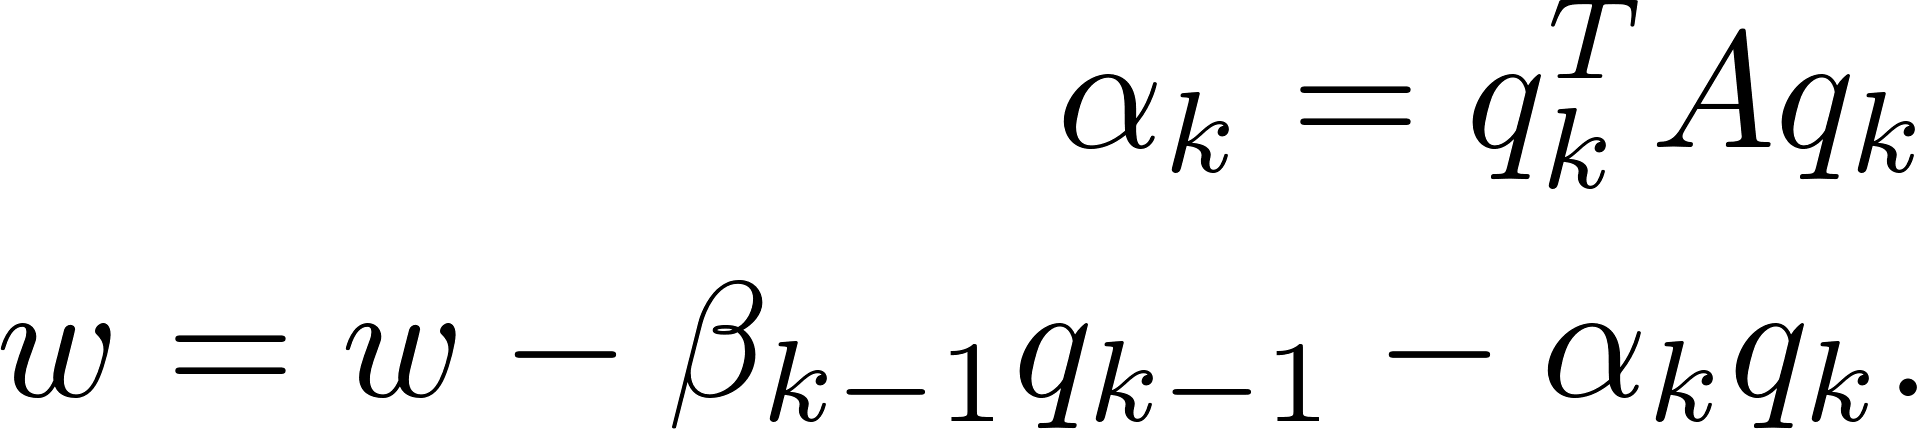 α_k = q_k^T A q_k
w = w − β_{k−1} q_{k−1} − α_k q_k.